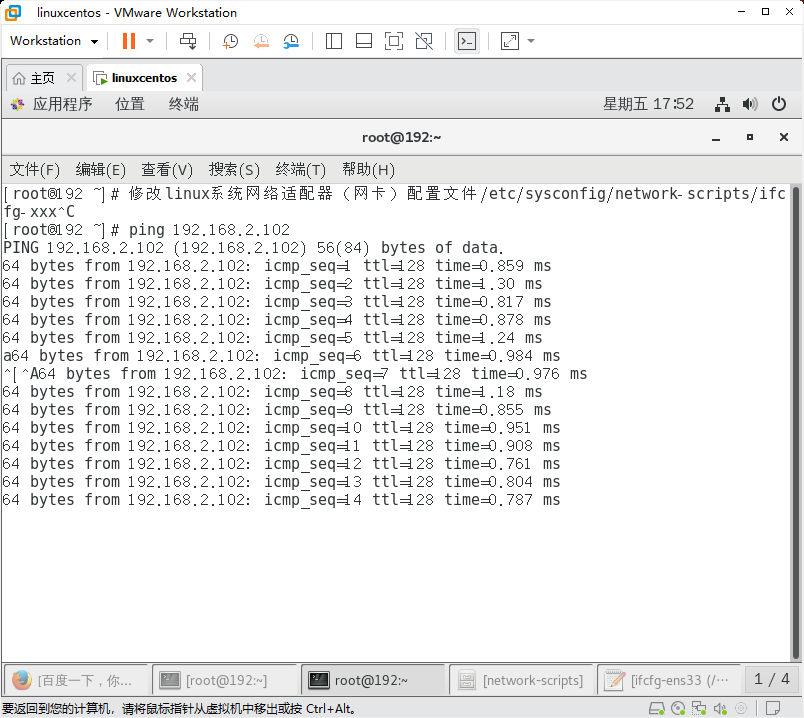 linuxcentos - VMware Workstation
Workstation
主页 linuxcentos
应用程序 位置 终端 星期五 17:52
root@192:~
文件(F) 编辑(E) 查看(V) 搜索(S) 终端(T) 帮助(H)
[root@192 ~]# 修改linux系统网络适配器（网卡）配置文件/etc/sysconfig/network-scripts/ifc
fg-xxx^C
[root@192 ~]# ping 192.168.2.102
PING 192.168.2.102 (192.168.2.102) 56(84) bytes of data.
64 bytes from 192.168.2.102: icmp_seq=1 ttl=128 time=0.859 ms
64 bytes from 192.168.2.102: icmp_seq=2 ttl=128 time=1.30 ms
64 bytes from 192.168.2.102: icmp_seq=3 ttl=128 time=0.817 ms
64 bytes from 192.168.2.102: icmp_seq=4 ttl=128 time=0.878 ms
64 bytes from 192.168.2.102: icmp_seq=5 ttl=128 time=1.24 ms
a64 bytes from 192.168.2.102: icmp_seq=6 ttl=128 time=0.984 ms
^[^A64 bytes from 192.168.2.102: icmp_seq=7 ttl=128 time=0.976 ms
64 bytes from 192.168.2.102: icmp_seq=8 ttl=128 time=1.18 ms
64 bytes from 192.168.2.102: icmp_seq=9 ttl=128 time=0.855 ms
64 bytes from 192.168.2.102: icmp_seq=10 ttl=128 time=0.951 ms
64 bytes from 192.168.2.102: icmp_seq=11 ttl=128 time=0.908 ms
64 bytes from 192.168.2.102: icmp_seq=12 ttl=128 time=0.761 ms
64 bytes from 192.168.2.102: icmp_seq=13 ttl=128 time=0.804 ms
64 bytes from 192.168.2.102: icmp_seq=14 ttl=128 time=0.787 ms
[百度一下，你... [root@192:~] root@192:~ [network-scripts] [ifcfg-ens33 (/... 1 / 4
要返回到您的计算机，请将鼠标指针从虚拟机中移出或按 Ctrl+Alt。